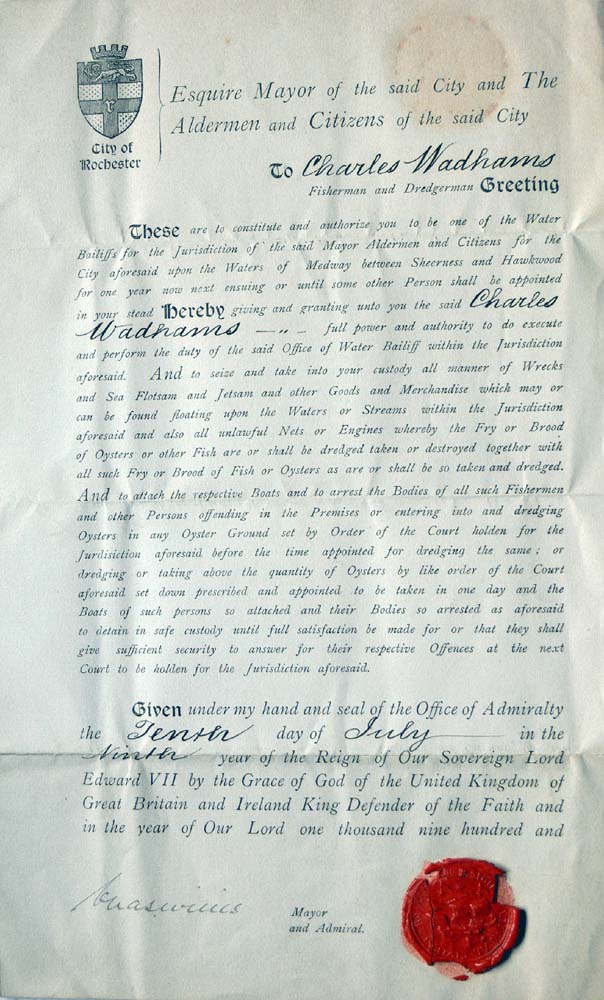 Esquire Mayor of the said City and The
Aldermen and Citizens of the said City
City of
Rochester
To Charles Wadhams
Fisherman and Dredgerman Greeting
These are to constitute and authorize you to be one of the Water
Bailiffs for the Jurisdiction of the said Mayor Aldermen and Citizens for the
City aforesaid upon the Waters of Medway between Sheerness and Hawkwood
for one year now next ensuing or until some other Person shall be appointed
in your stead Hereby giving and granting unto you the said Charles
Wadhams — „ — full power and authority to do execute
and perform the duty of the said Office of Water Bailiff within the Jurisdiction
aforesaid. And to seize and take into your custody all manner of Wrecks
and Sea Flotsam and Jetsam and other Goods and Merchandise which may or
can be found floating upon the Waters or Streams within the Jurisdiction
aforesaid and also all unlawful Nets or Engines whereby the Fry or Brood
of Oysters or other Fish are or shall be dredged taken or destroyed together with
all such Fry or Brood of Fish or Oysters as are or shall be so taken and dredged.
And to attach the respective Boats and to arrest the Bodies of all such Fishermen
and other Persons offending in the Premises or entering into and dredging
Oysters in any Oyster Ground set by Order of the Court holden for the
Jurdisiction aforesaid before the time appointed for dredging the same; or
dredging or taking above the quantity of Oysters by like order of the Court
aforesaid set down prescribed and appointed to be taken in one day and the
Boats of such persons so attached and their Bodies so arrested as aforesaid
to detain in safe custody until full satisfaction be made for or that they shall
give sufficient security to answer for their respective Offences at the next
Court to be holden for the Jurisdiction aforesaid.
Given under my hand and seal of the Office of Admiralty
the Tenth day of July in the
Ninth year of the Reign of Our Sovereign Lord
Edward VII by the Grace of God of the United Kingdom of
Great Britain and Ireland King Defender of the Faith and
in the year of Our Lord one thousand nine hundred and
Mayor
and Admiral.